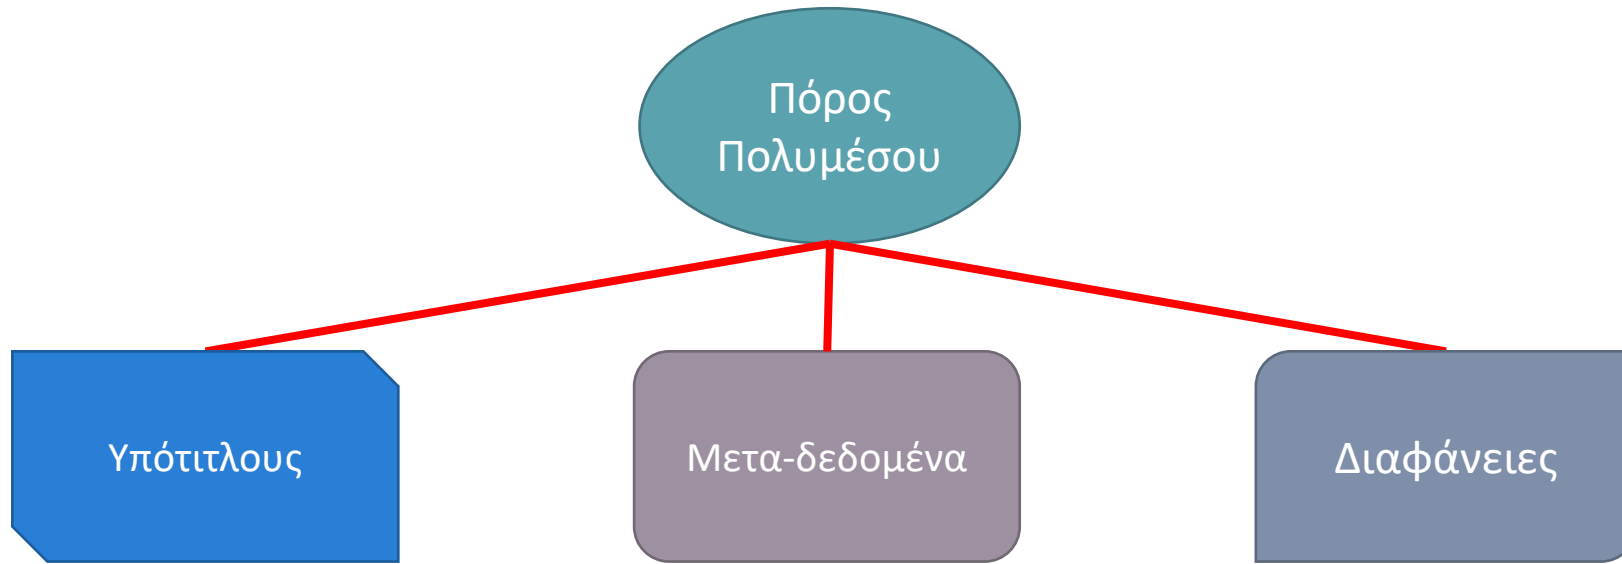 Πόρος
Πολυμέσου
Υπότιτλους
Μετα-δεδομένα
Διαφάνειες